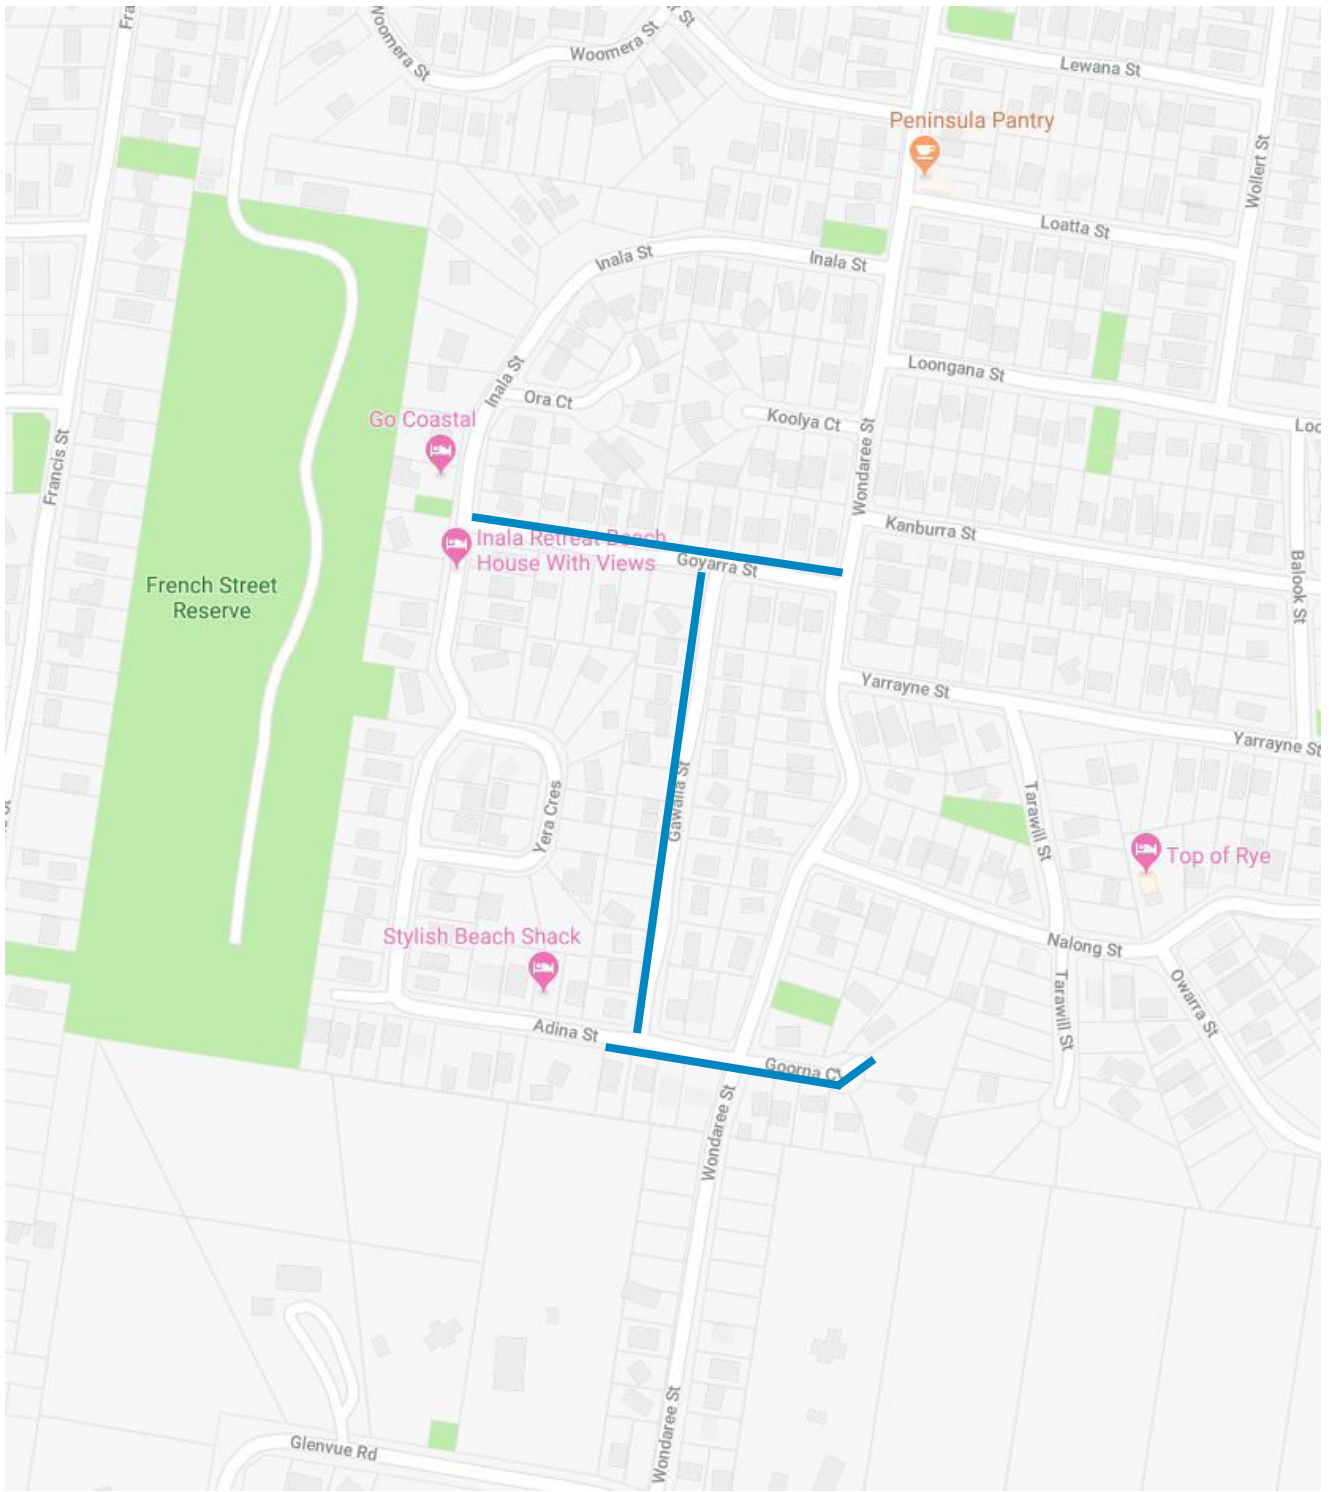 Fra
Woomera St
Woomera St
Lewana St
Peninsula Pantry
Wollert St
Loatta St
Inala St
Inala St
Inala St
Loongana St
Ora Ct
Go Coastal
Koolya Ct
Wondaree St
Francis St
Kanburra St
Inala Retreat Beach
House With Views
Goyarra St
French Street
Reserve
Balook St
Yarrayne St
Yarrayne St
Gawalla St
Yera Cres
Tarawill St
Top of Rye
Stylish Beach Shack
Nalong St
Tarawill St
Owarra St
Adina St
Goorna Ct
Wondaree St
Glenvue Rd
Wondaree St